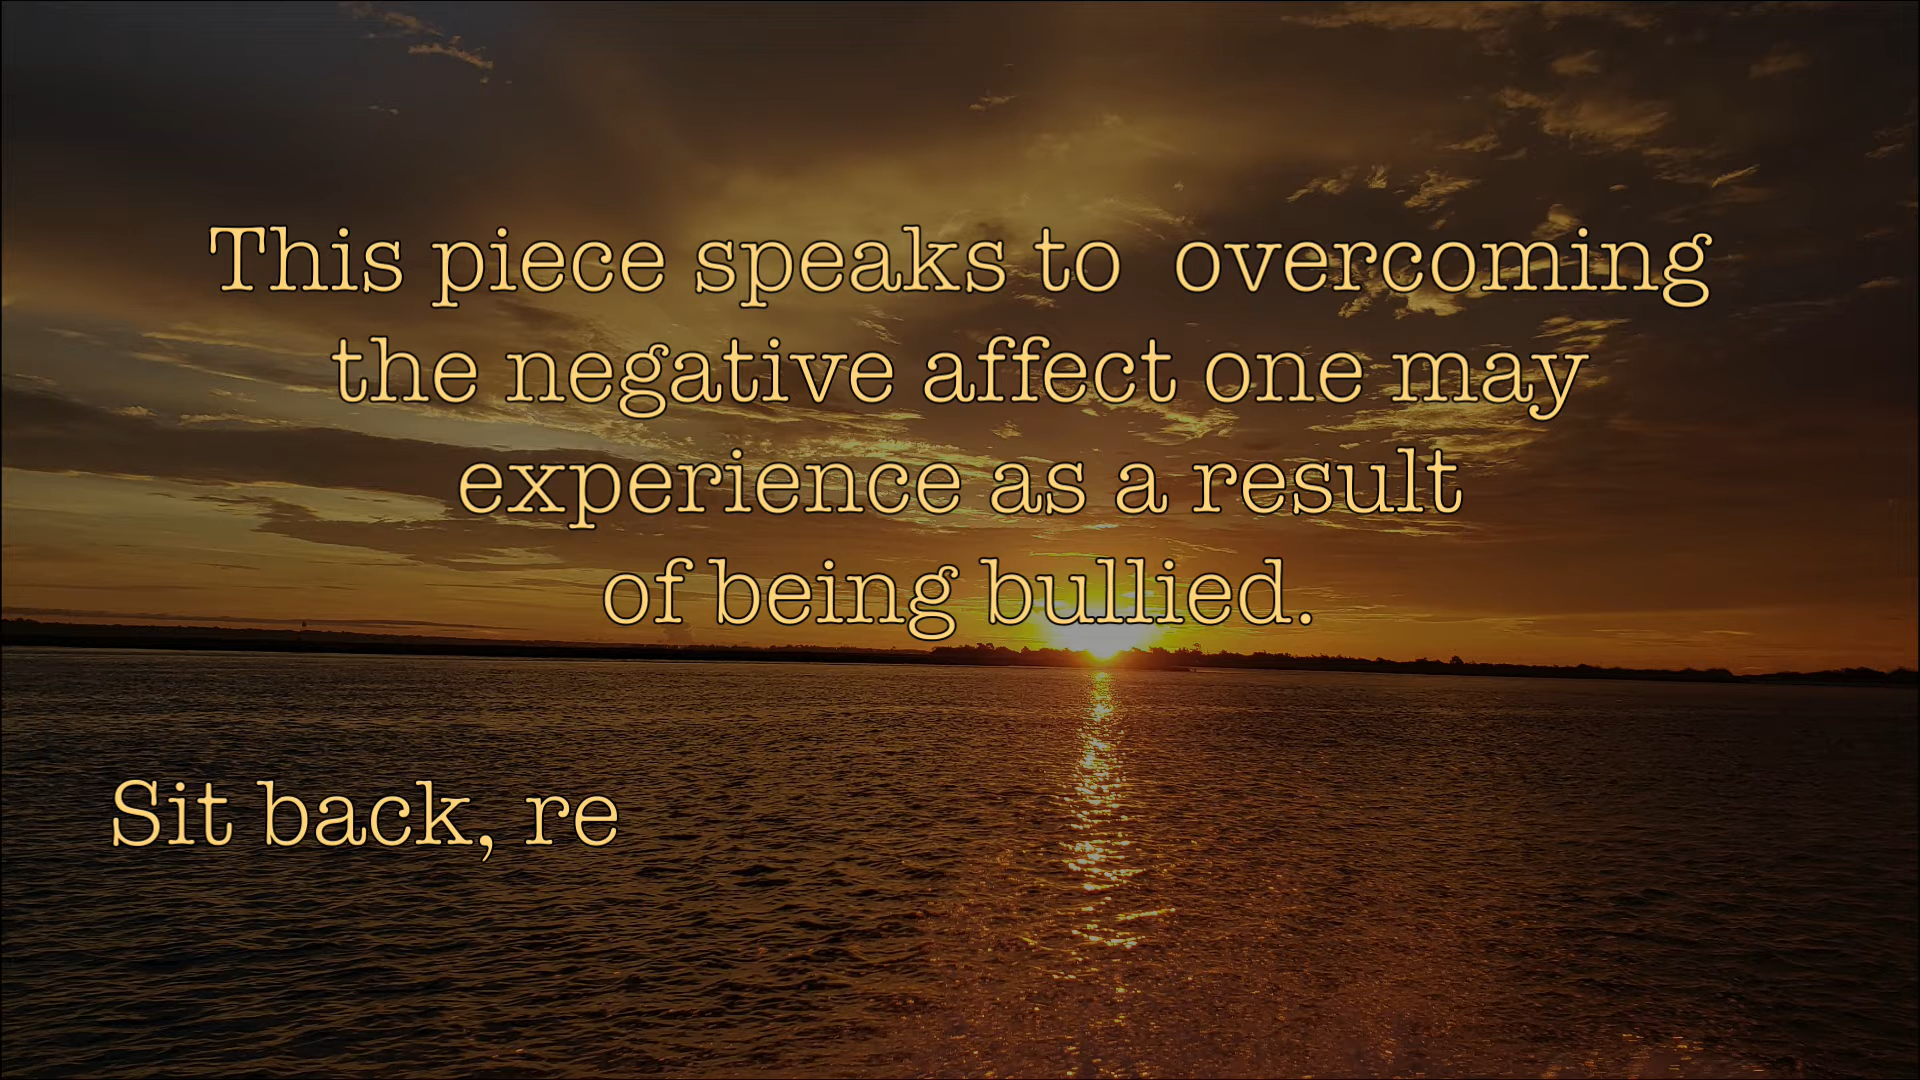 This piece speaks to  overcoming
the negative affect one may
experience as a result
of being bullied.
Sit back, re